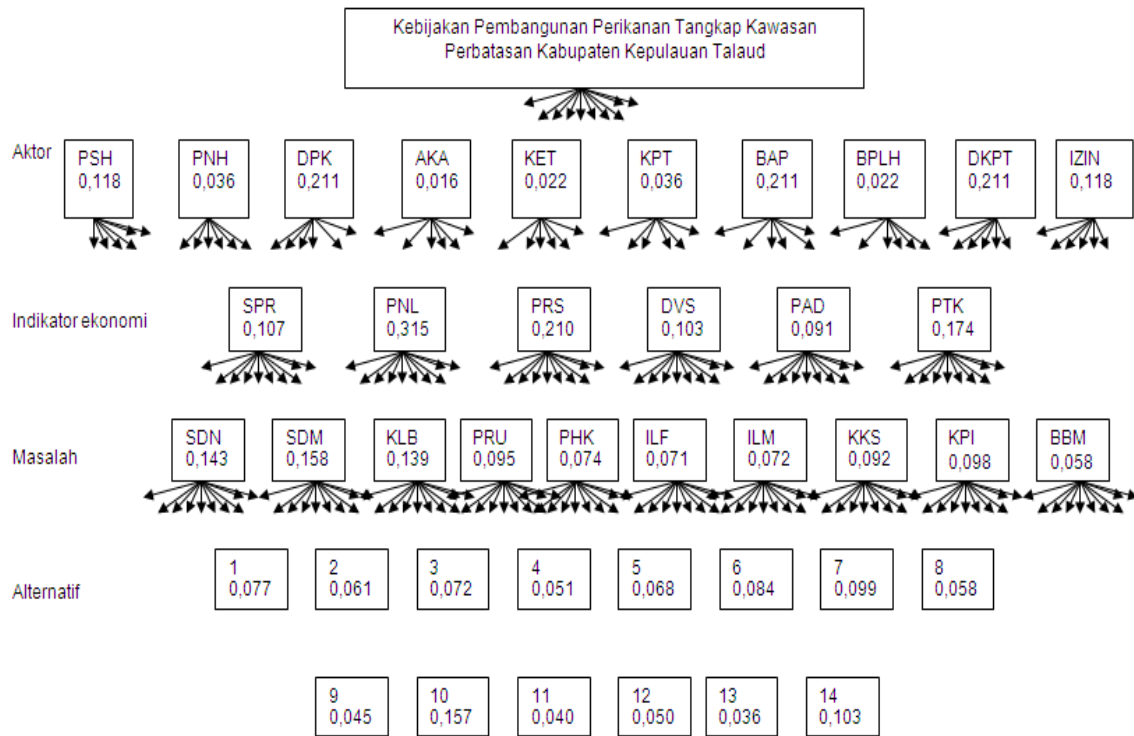 Kebijakan Pembangunan Perikanan Tangkap Kawasan
Perbatasan Kabupaten Kepulauan Talaud
Aktor
PSH
0,118
PNH
0,036
DPK
0,211
AKA
0,016
KET
0,022
KPT
0,036
BAP
0,211
BPLH
0,022
DKPT
0,211
IZIN
0,118
Indikator ekonomi
SPR
0,107
PNL
0,315
PRS
0,210
DVS
0,103
PAD
0,091
PTK
0,174
Masalah
SDN
0,143
SDM
0,158
KLB
0,139
PRU
0,095
PHK
0,074
ILF
0,071
ILM
0,072
KKS
0,092
KPI
0,098
BBM
0,058
Alternatif
1
0,077
2
0,061
3
0,072
4
0,051
5
0,068
6
0,084
7
0,099
8
0,058
9
0,045
10
0,157
11
0,040
12
0,050
13
0,036
14
0,103